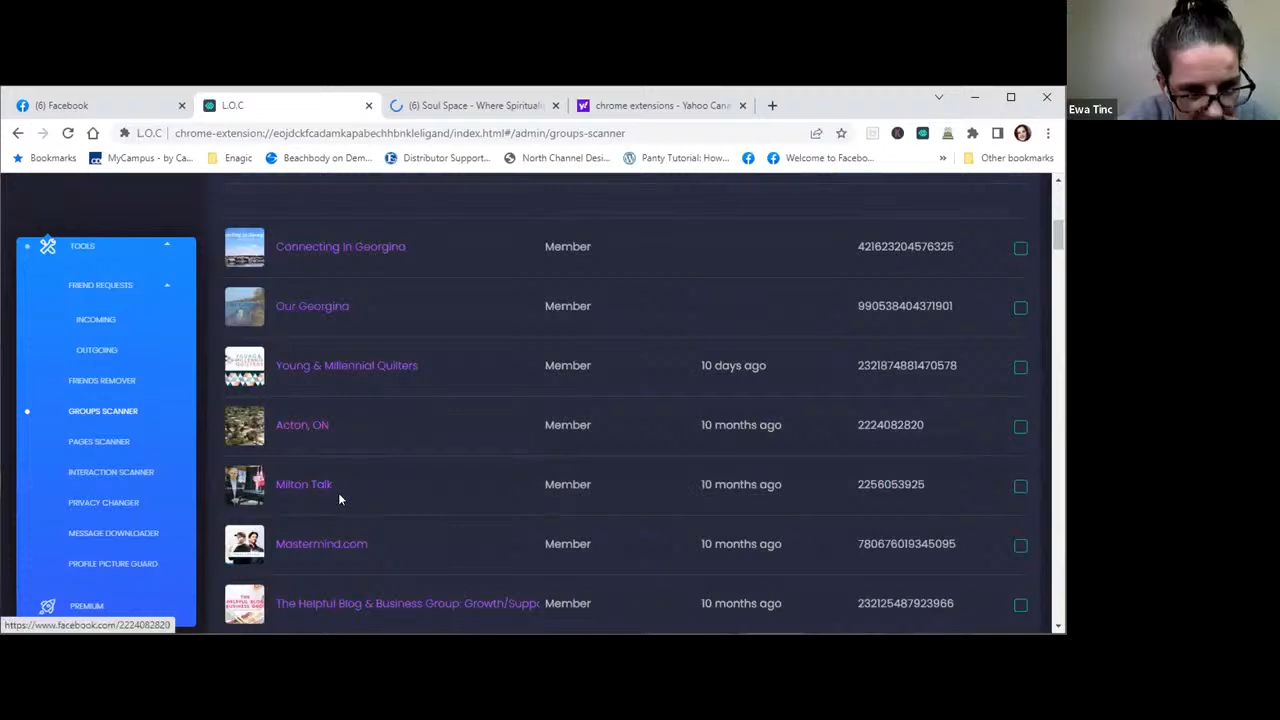 Ewa Tinc
(6) Facebook
L.O.C
(6) Soul Space - Where Spirituali
chrome extensions - Yahoo Cana
L.O.C
chrome-extension://eojdckfcadamkapabechhbnkleligand/index.html#/admin/groups-scanner
Bookmarks
MyCampus - by Ca...
Enagic
Beachbody on Dem...
Distributor Support...
North Channel Desi...
Panty Tutorial: How...
Welcome to Facebo...
»
Other bookmarks
TOOLS
FRIEND REQUESTS
INCOMING
OUTGOING
FRIENDS REMOVER
GROUPS SCANNER
PAGES SCANNER
INTERACTION SCANNER
PRIVACY CHANGER
MESSAGE DOWNLOADER
PROFILE PICTURE GUARD
PREMIUM
Connecting In Georgina Member 421623204576325
Our Georgina Member 990538404371901
Young & Millennial Quilters Member 10 days ago 2321874881470578
Acton, ON Member 10 months ago 2224082820
Milton Talk Member 10 months ago 2256053925
Mastermind.com Member 10 months ago 780676019345095
The Helpful Blog & Business Group: Growth/Suppo Member 10 months ago 232125487923966
https://www.facebook.com/2224082820